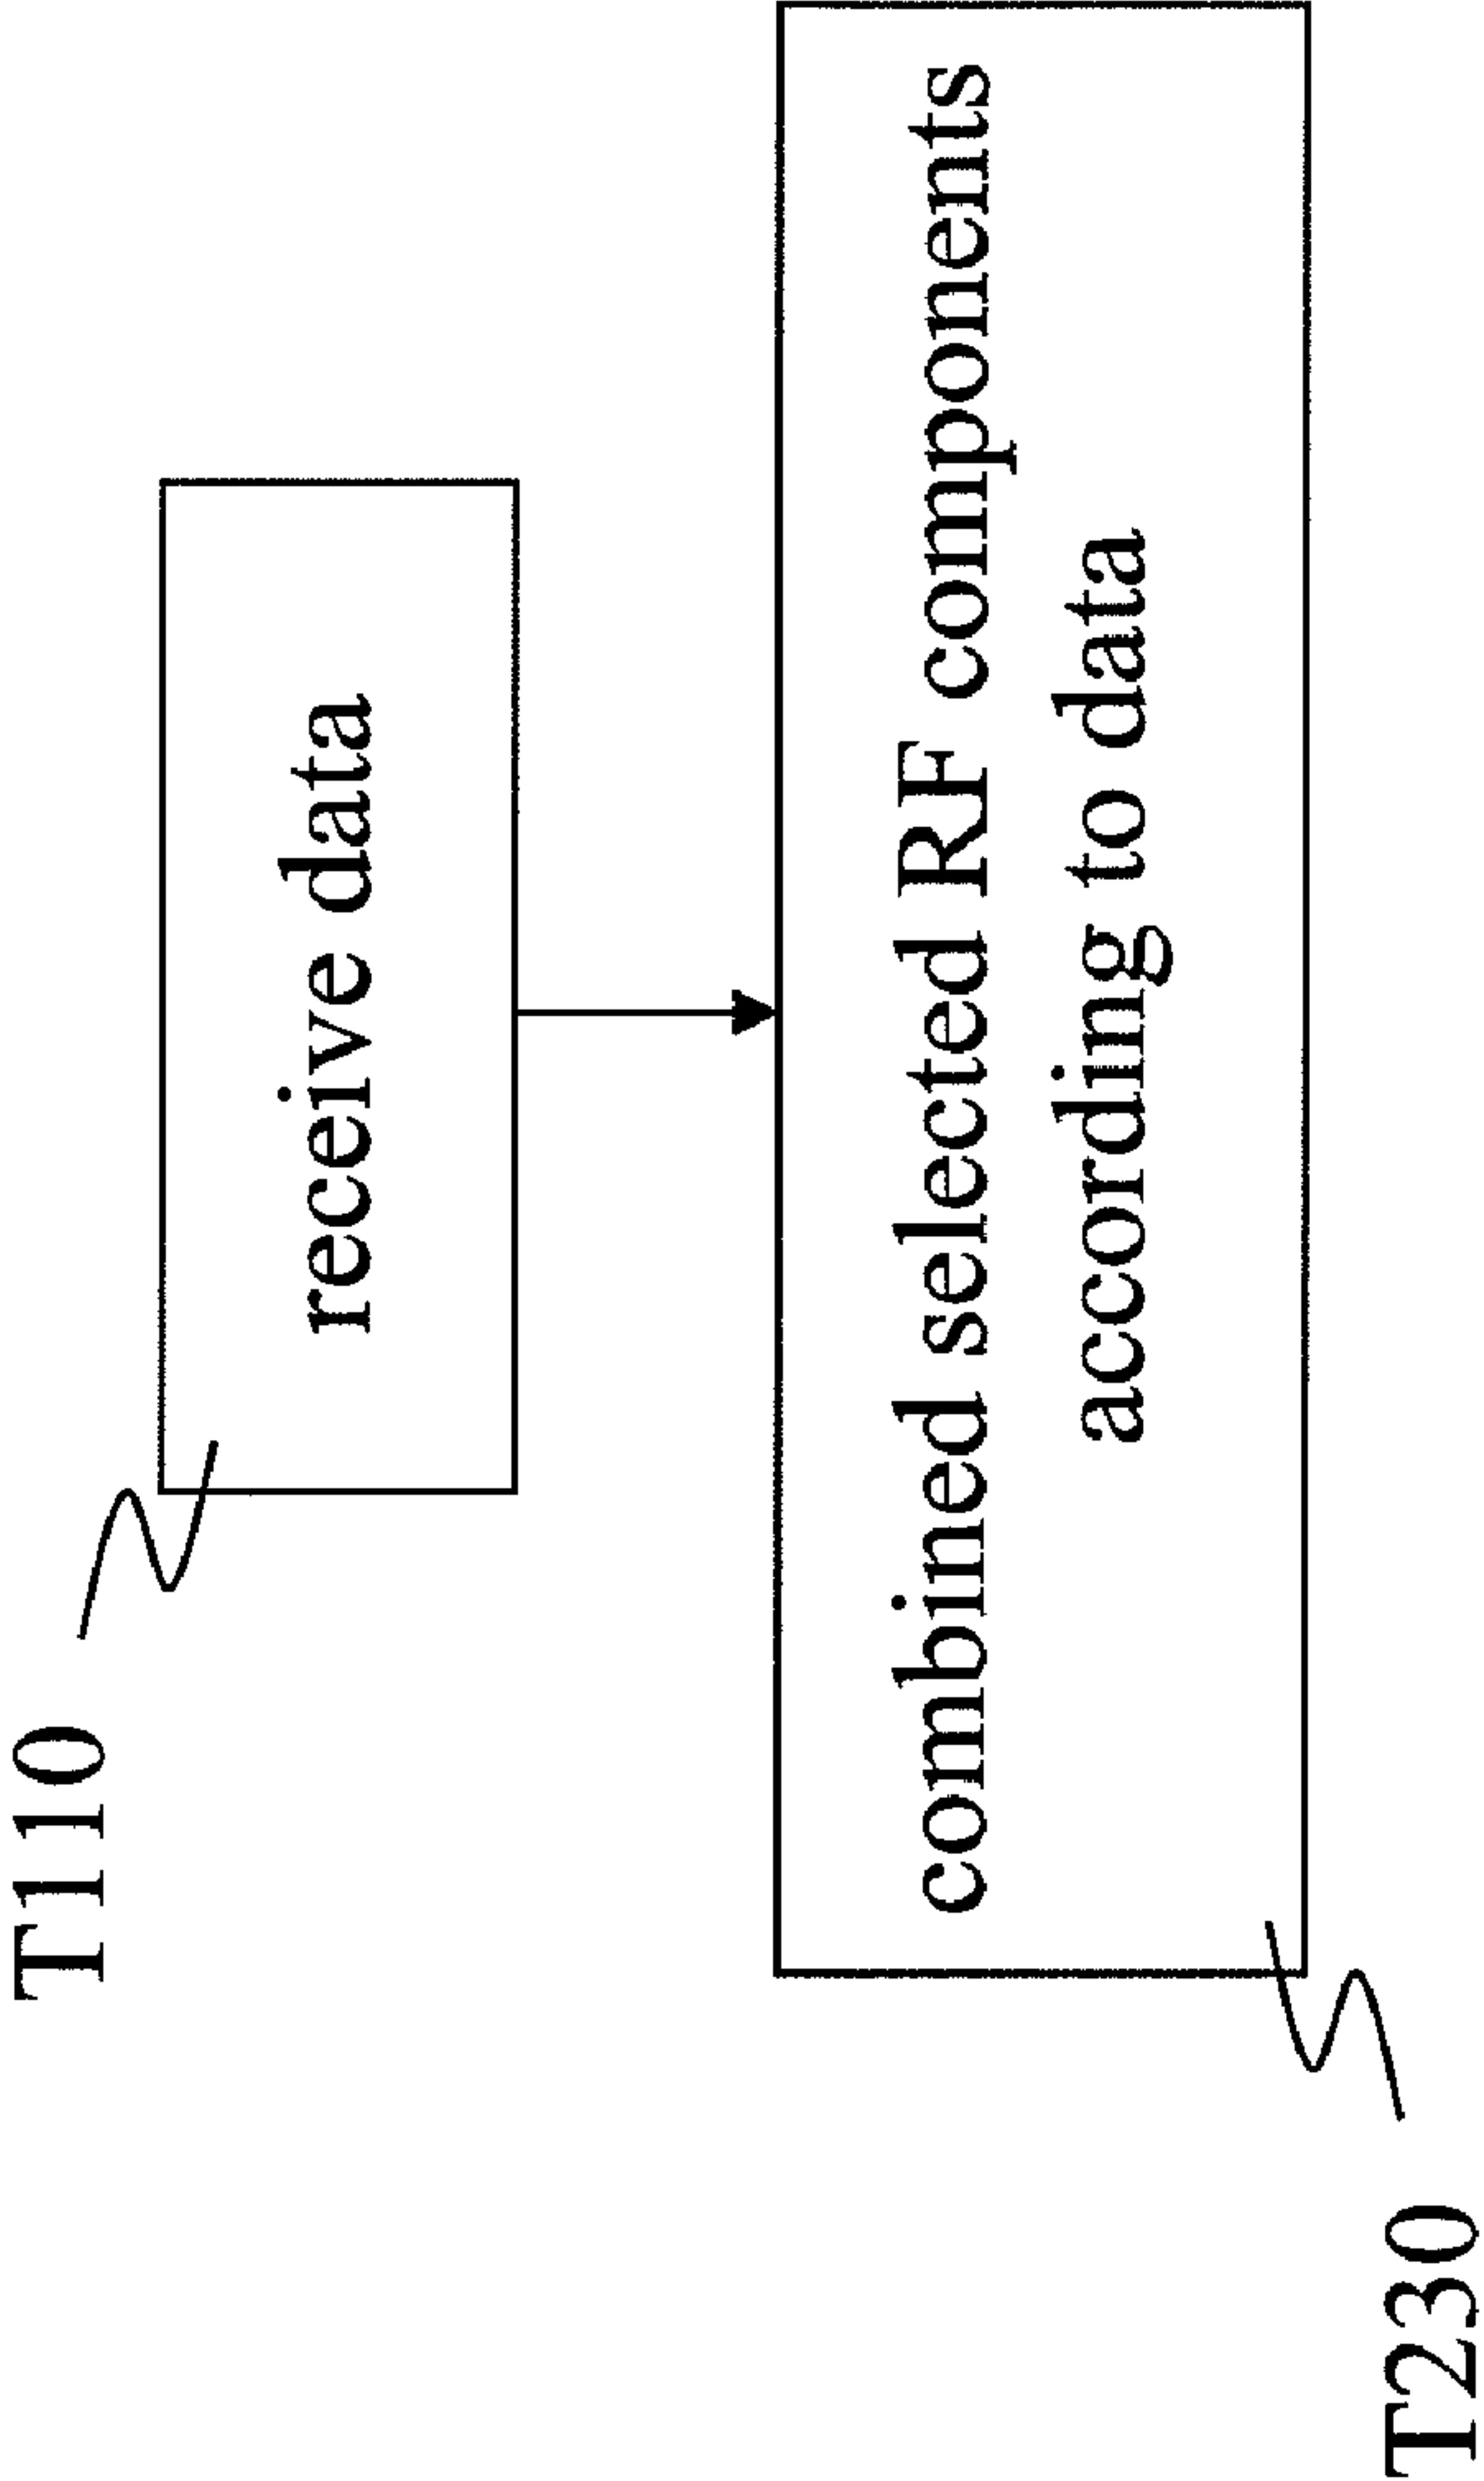 T110
receive data
combined selected RF components
according to data
T230